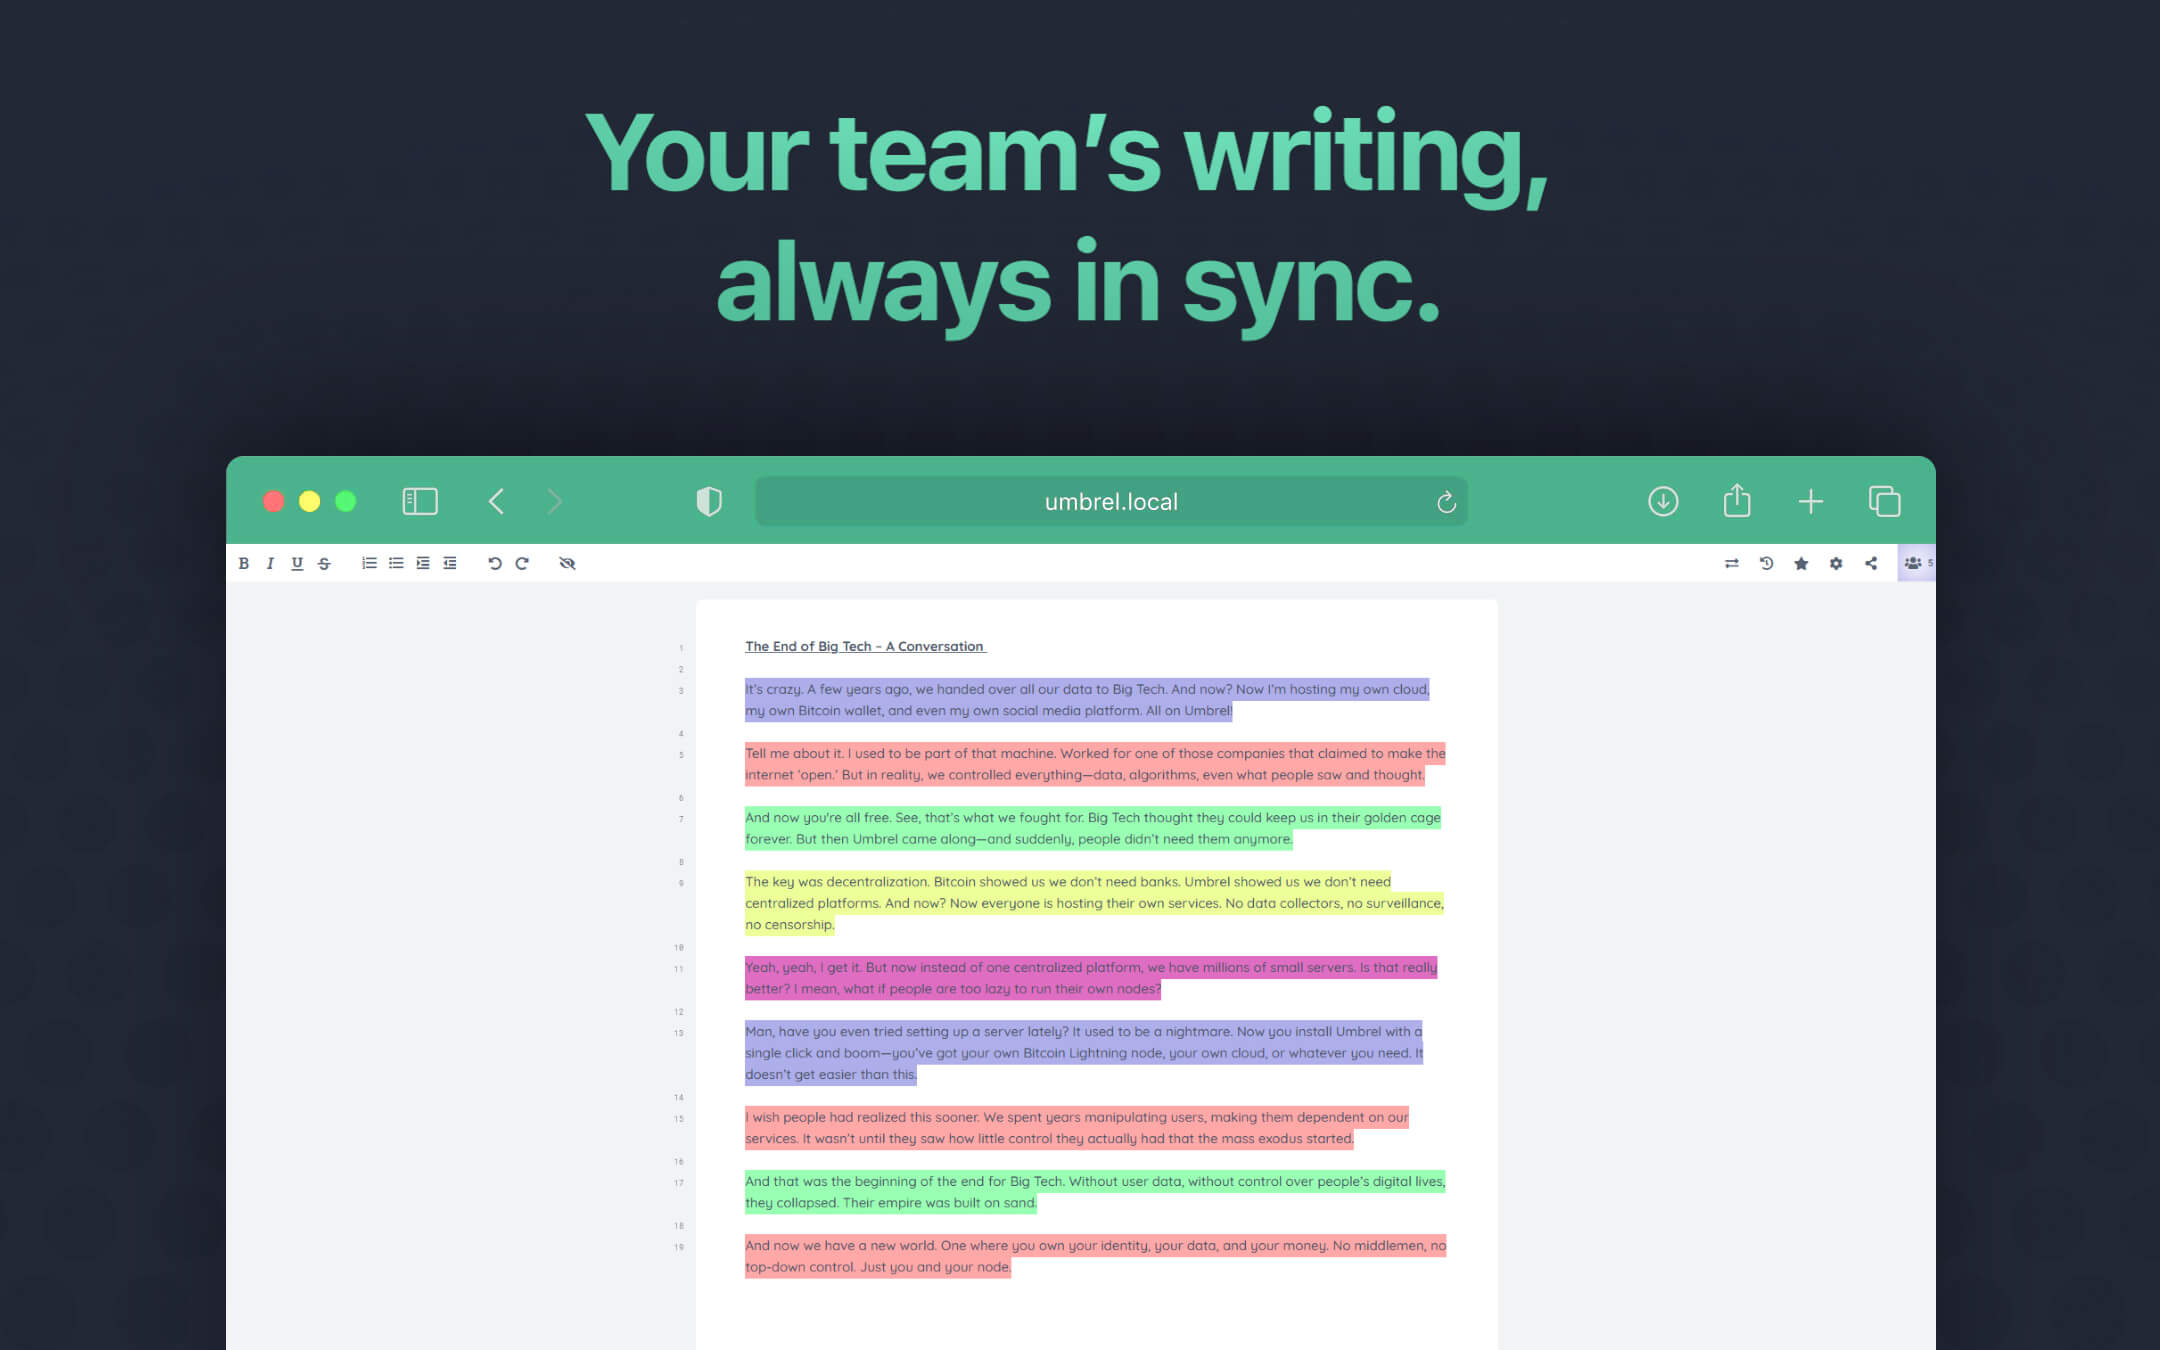 Your team’s writing,
always in sync.
umbrel.local
B I U S
5
1 The End of Big Tech – A Conversation
2
3 It’s crazy. A few years ago, we handed over all our data to Big Tech. And now? Now I’m hosting my own cloud,
my own Bitcoin wallet, and even my own social media platform. All on Umbrel!
4
5 Tell me about it. I used to be part of that machine. Worked for one of those companies that claimed to make the
internet ‘open.’ But in reality, we controlled everything—data, algorithms, even what people saw and thought.
6
7 And now you’re all free. See, that’s what we fought for. Big Tech thought they could keep us in their golden cage
forever. But then Umbrel came along—and suddenly, people didn’t need them anymore.
8
9 The key was decentralization. Bitcoin showed us we don’t need banks. Umbrel showed us we don’t need
centralized platforms. And now? Now everyone is hosting their own services. No data collectors, no surveillance,
no censorship.
10
11 Yeah, yeah, I get it. But now instead of one centralized platform, we have millions of small servers. Is that really
better? I mean, what if people are too lazy to run their own nodes?
12
13 Man, have you even tried setting up a server lately? It used to be a nightmare. Now you install Umbrel with a
single click and boom—you’ve got your own Bitcoin Lightning node, your own cloud, or whatever you need. It
doesn’t get easier than this.
14
15 I wish people had realized this sooner. We spent years manipulating users, making them dependent on our
services. It wasn’t until they saw how little control they actually had that the mass exodus started.
16
17 And that was the beginning of the end for Big Tech. Without user data, without control over people’s digital lives,
they collapsed. Their empire was built on sand.
18
19 And now we have a new world. One where you own your identity, your data, and your money. No middlemen, no
top-down control. Just you and your node.